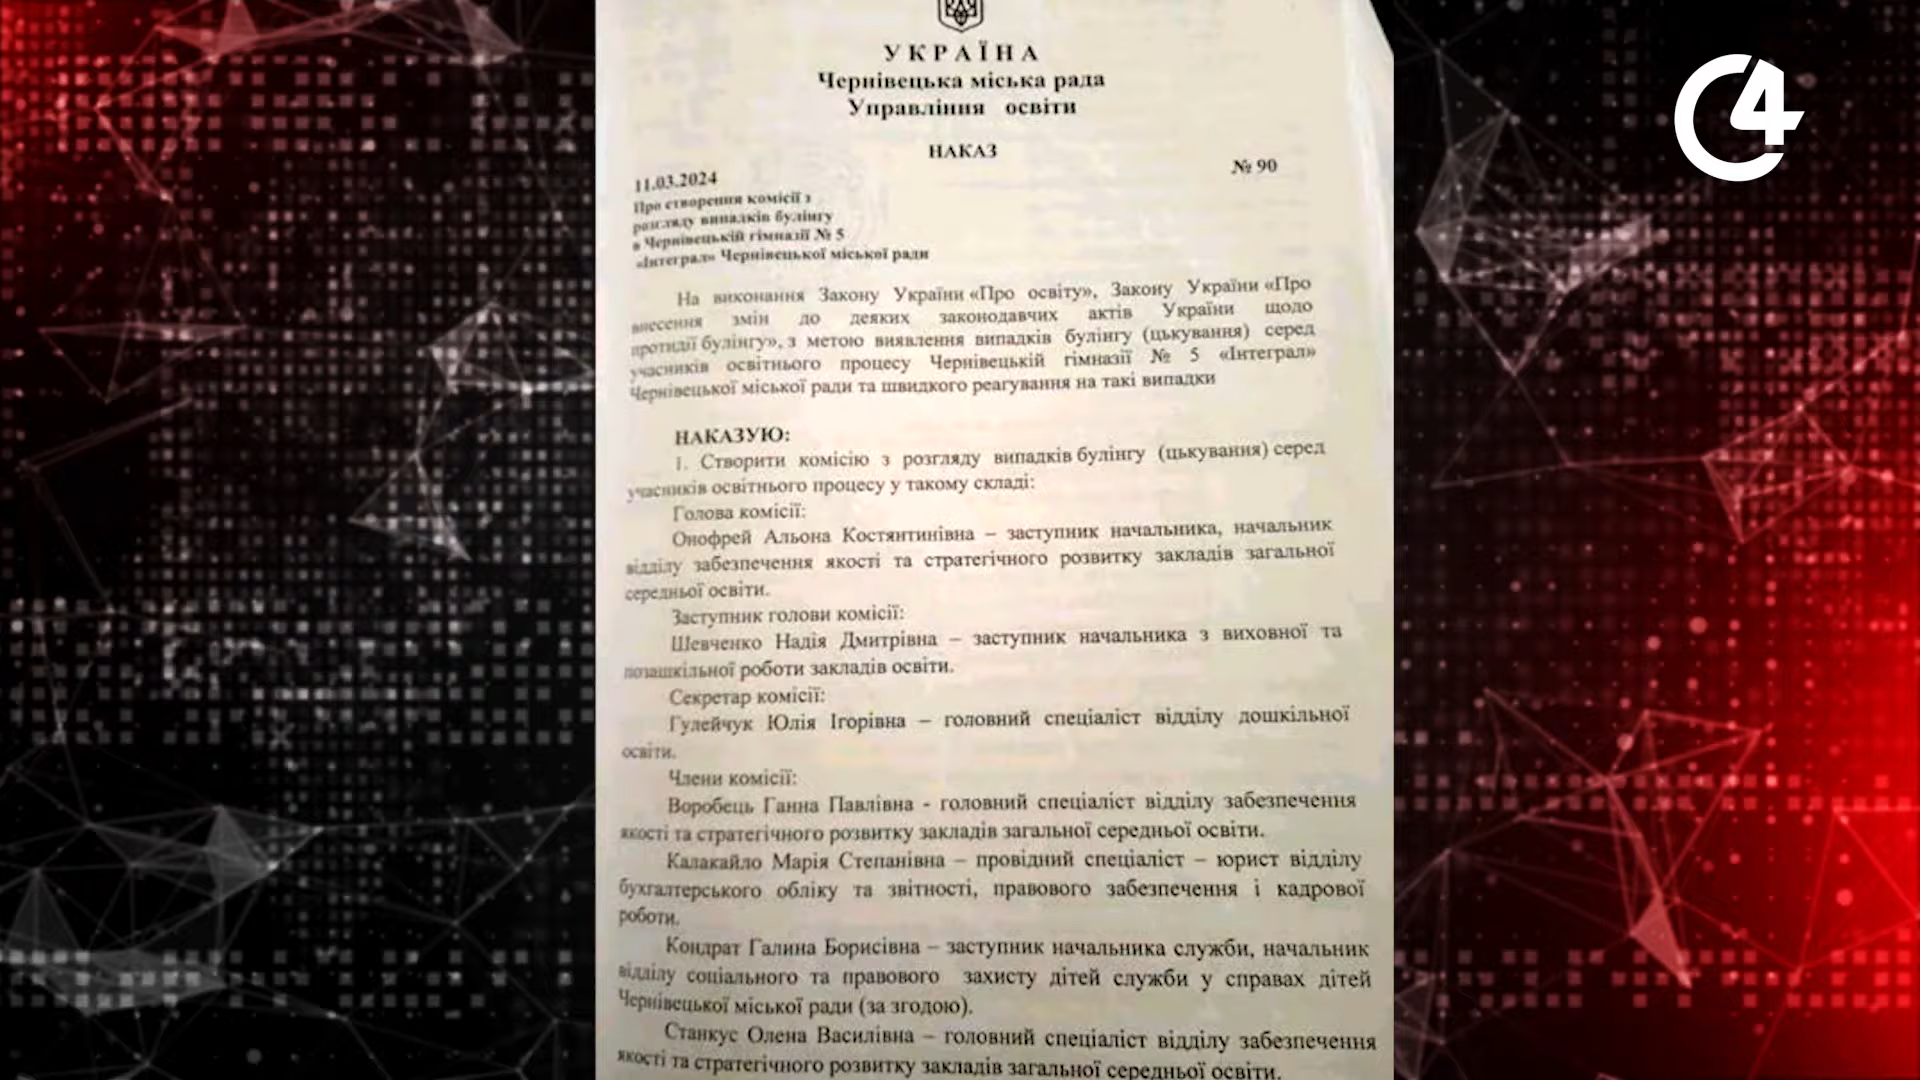 C4
УКРАЇНА
Чернівецька міська рада
Управління освіти
НАКАЗ
11.03.2024 № 90
Про створення комісії з
розгляду випадків булінгу
в Чернівецькій гімназії № 5
«Інтеграл» Чернівецької міської ради
На виконання Закону України «Про освіту», Закону України «Про
внесення змін до деяких законодавчих актів України щодо
протидії булінгу», з метою виявлення випадків булінгу (цькування) серед
учасників освітнього процесу Чернівецькій гімназії № 5 «Інтеграл»
Чернівецької міської ради та швидкого реагування на такі випадки
НАКАЗУЮ:
1. Створити комісію з розгляду випадків булінгу (цькування) серед
учасників освітнього процесу у такому складі:
Голова комісії:
Онофрей Альона Костянтинівна – заступник начальника, начальник
відділу забезпечення якості та стратегічного розвитку закладів загальної
середньої освіти.
Заступник голови комісії:
Шевченко Надія Дмитрівна – заступник начальника з виховної та
позашкільної роботи закладів освіти.
Секретар комісії:
Гулейчук Юлія Ігорівна – головний спеціаліст відділу дошкільної
освіти.
Члени комісії:
Воробець Ганна Павлівна - головний спеціаліст відділу забезпечення
якості та стратегічного розвитку закладів загальної середньої освіти.
Калакайло Марія Степанівна – провідний спеціаліст – юрист відділу
бухгалтерського обліку та звітності, правового забезпечення і кадрової
роботи.
Кондрат Галина Борисівна – заступник начальника служби, начальник
відділу соціального та правового захисту дітей служби у справах дітей
Чернівецької міської ради (за згодою).
Станкус Олена Василівна – головний спеціаліст відділу забезпечення
якості та стратегічного розвитку закладів загальної середньої освіти.